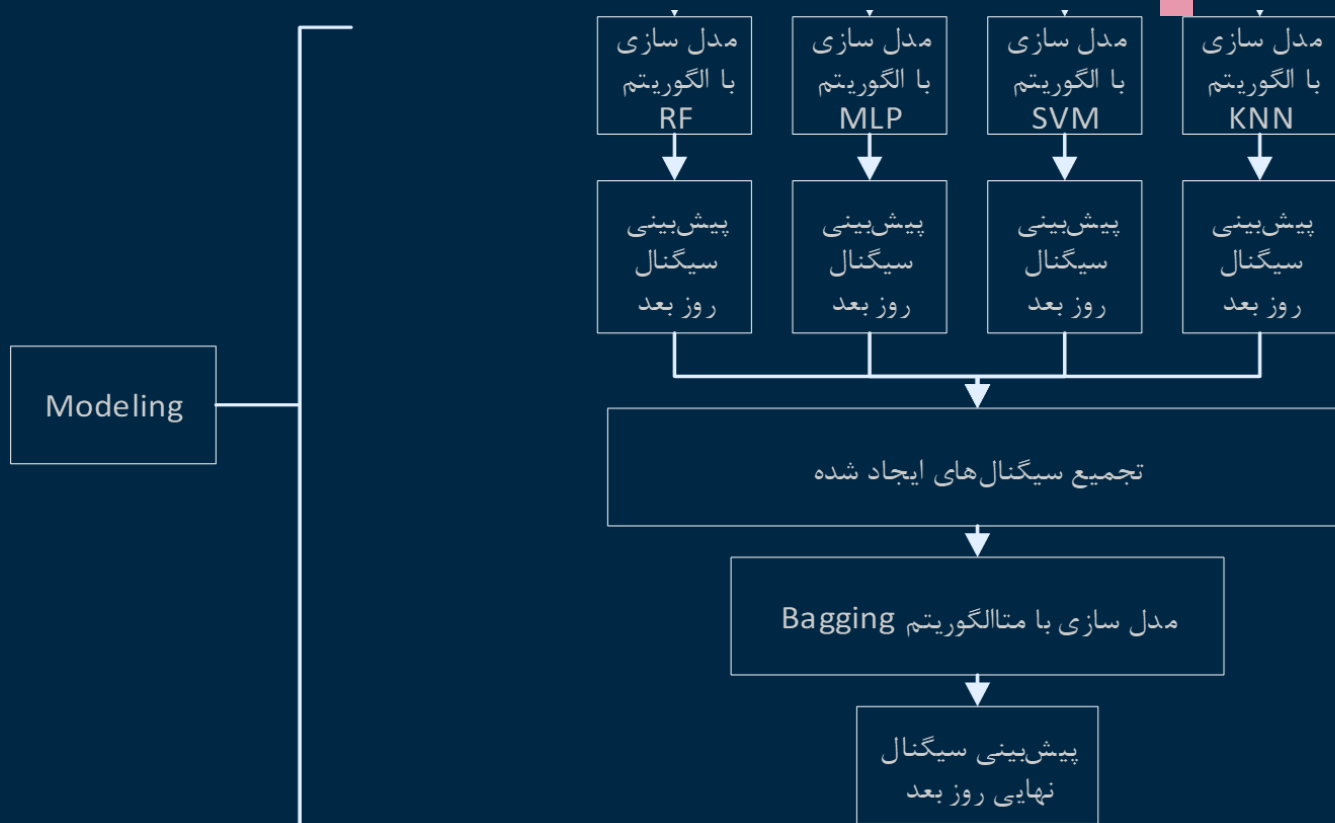 مدل سازی
با الگوریتم
RF
مدل سازی
با الگوریتم
MLP
مدل سازی
با الگوریتم
SVM
مدل سازی
با الگوریتم
KNN
پیش‌بینی
سیگنال
روز بعد
پیش‌بینی
سیگنال
روز بعد
پیش‌بینی
سیگنال
روز بعد
پیش‌بینی
سیگنال
روز بعد
Modeling
تجمیع سیگنال‌های ایجاد شده
مدل سازی با متاالگوریتم Bagging
پیش‌بینی سیگنال
نهایی روز بعد